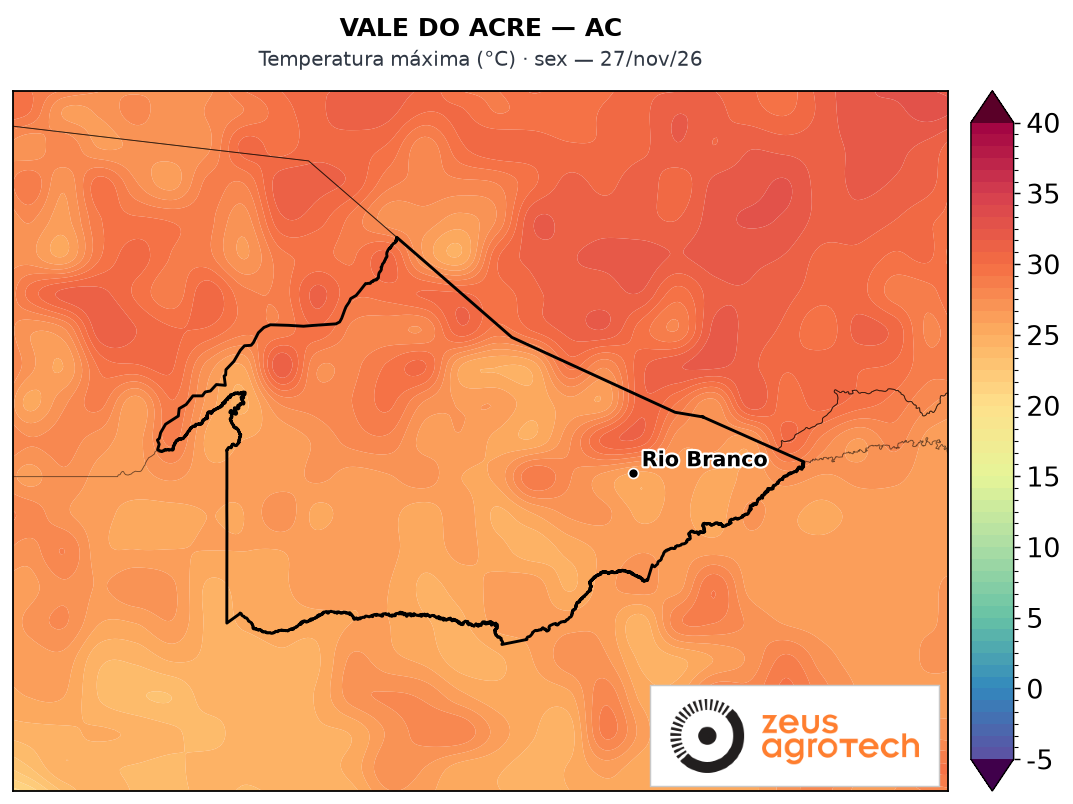 VALE DO ACRE — AC
Temperatura máxima (°C) · sex — 27/nov/26
40
35
30
25
20
15
10
5
0
-5
Rio Branco
zeus
agrotech